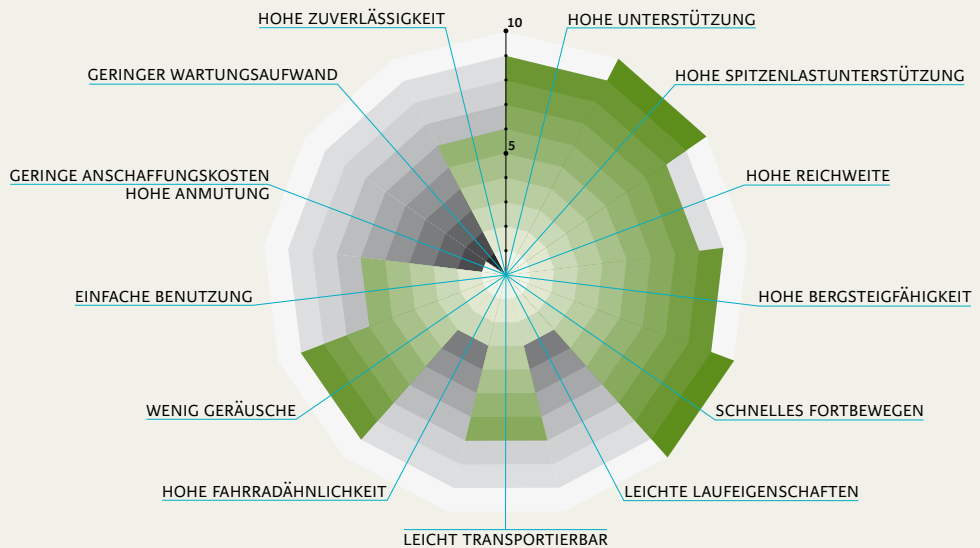 HOHE ZUVERLÄSSIGKEIT
10
HOHE UNTERSTÜTZUNG
GERINGER WARTUNGSAUFWAND
HOHE SPITZENLASTUNTERSTÜTZUNG
5
GERINGE ANSCHAFFUNGSKOSTEN
HOHE ANMUTUNG
HOHE REICHWEITE
EINFACHE BENUTZUNG
HOHE BERGSTEIGFÄHIGKEIT
WENIG GERÄUSCHE
SCHNELLES FORTBEWEGEN
HOHE FAHRRADÄHNLICHKEIT
LEICHTE LAUFEIGENSCHAFTEN
LEICHT TRANSPORTIERBAR